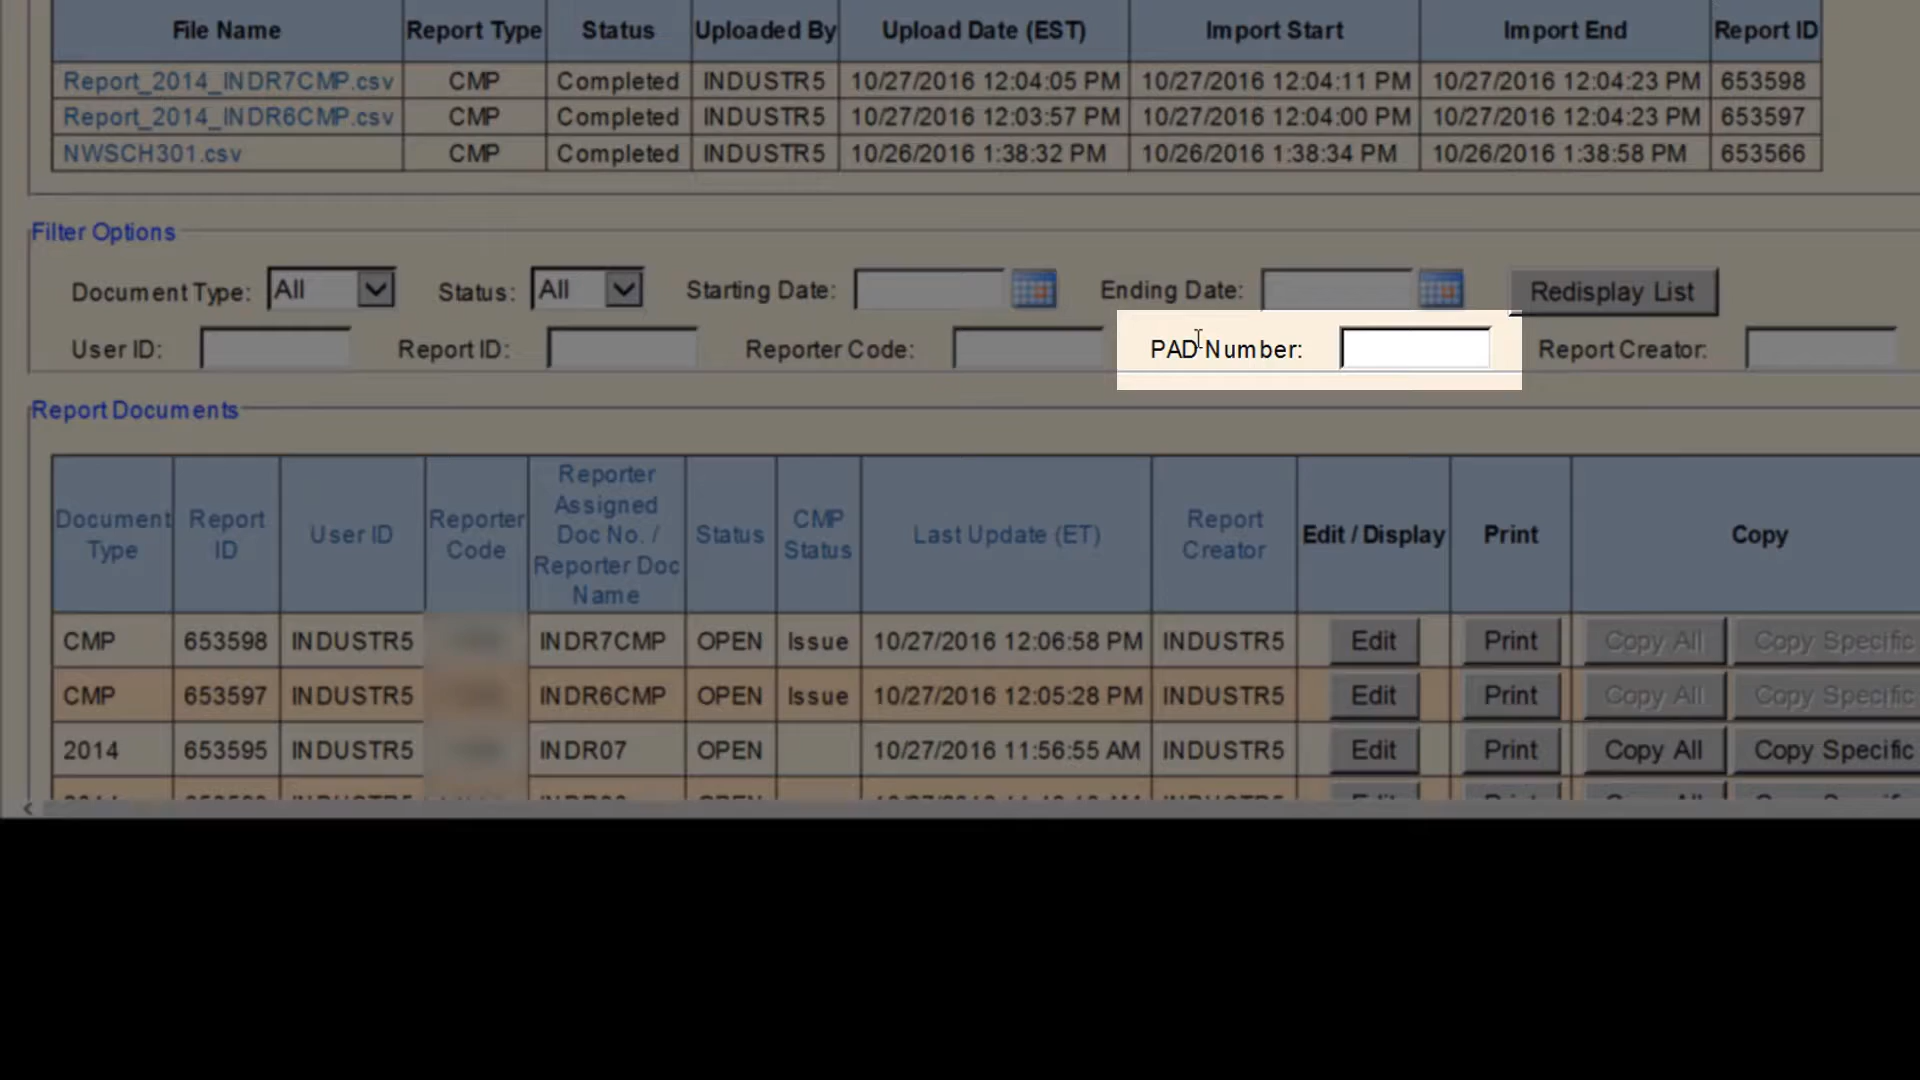 File Name Report Type Status Uploaded By Upload Date (EST) Import Start Import End Report ID
Report_2014_INDR7CMP.csv CMP Completed INDUSTR5 10/27/2016 12:04:05 PM 10/27/2016 12:04:11 PM 10/27/2016 12:04:23 PM 653598
Report_2014_INDR6CMP.csv CMP Completed INDUSTR5 10/27/2016 12:03:57 PM 10/27/2016 12:04:00 PM 10/27/2016 12:04:23 PM 653597
NWSCH301.csv CMP Completed INDUSTR5 10/26/2016 1:38:32 PM 10/26/2016 1:38:34 PM 10/26/2016 1:38:58 PM 653566
Filter Options
Document Type: All Status: All Starting Date: Ending Date: Redisplay List
User ID: Report ID: Reporter Code: PAD Number: Report Creator:
Report Documents
Document Type Report ID User ID Reporter Code Reporter Assigned Doc No. / Reporter Doc Name Status CMP Status Last Update (ET) Report Creator Edit / Display Print Copy
CMP 653598 INDUSTR5 INDR7CMP OPEN Issue 10/27/2016 12:06:58 PM INDUSTR5 Edit Print Copy All Copy Specific
CMP 653597 INDUSTR5 INDR6CMP OPEN Issue 10/27/2016 12:05:28 PM INDUSTR5 Edit Print Copy All Copy Specific
2014 653595 INDUSTR5 INDR07 OPEN 10/27/2016 11:56:55 AM INDUSTR5 Edit Print Copy All Copy Specific